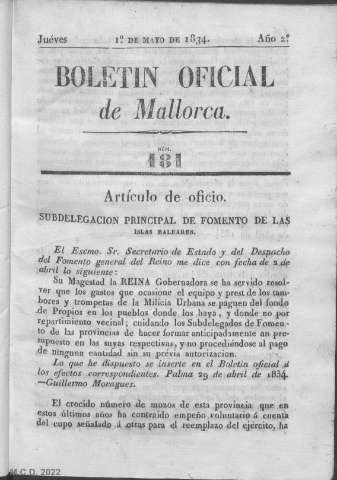 Juéves 1.º DE MAYO DE 1834. Año 2.º
BOLETIN OFICIAL
de Mallorca.
NÚM.
181
Artículo de oficio.
SUBDELEGACION PRINCIPAL DE FOMENTO DE LAS
ISLAS BALEARES.
El Escmo. Sr. Secretario de Estado y del Despacho
del Fomento general del Reino me dice con fecha de 2 de
abril lo siguiente:
Su Magestad la REINA Gobernadora se ha servido resol-
ver que los gastos que ocasione el equipo y prest de los tam-
bores y trompetas de la Milicia Urbana se paguen del fondo
de Propios en los pueblos donde los haya, y donde no por
repartimiento vecinal; cuidando los Subdelegados de Fomen-
to de las provincias de hacer formar anticipadamente en pre-
supuesto en las suyas respectivas, y no procediéndose al pago
de ninguna cantidad sin su prévia autorizacion.
Lo que he dispuesto se inserte en el Boletin oficial á
los efectos correspondientes. Palma 29 de abril de 1834.
—Guillermo Moragues.
El crecido número de mozos de esta provincia que en
estos últimos años ha contraido empeño voluntario á cuenta
del cupo señalado á otras para el reemplazo del ejército, ha
M.C.D. 2022